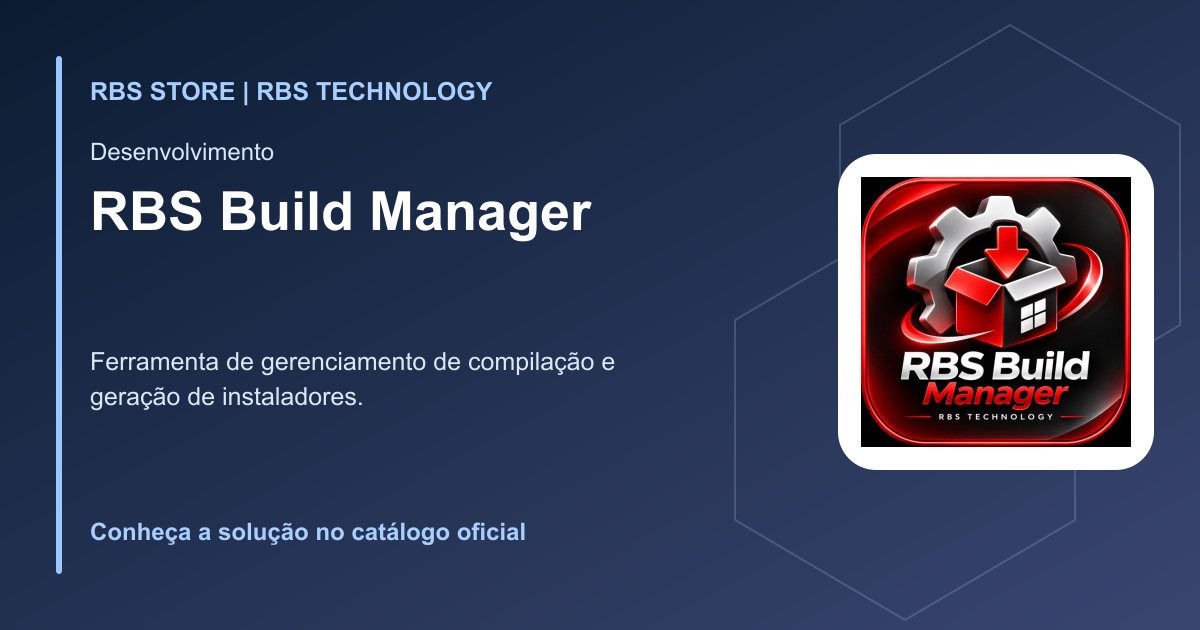 RBS STORE | RBS TECHNOLOGY
Desenvolvimento
RBS Build Manager
Ferramenta de gerenciamento de compilação e
geração de instaladores.
Conheça a solução no catálogo oficial
RBS Build
Manager
RBS TECHNOLOGY